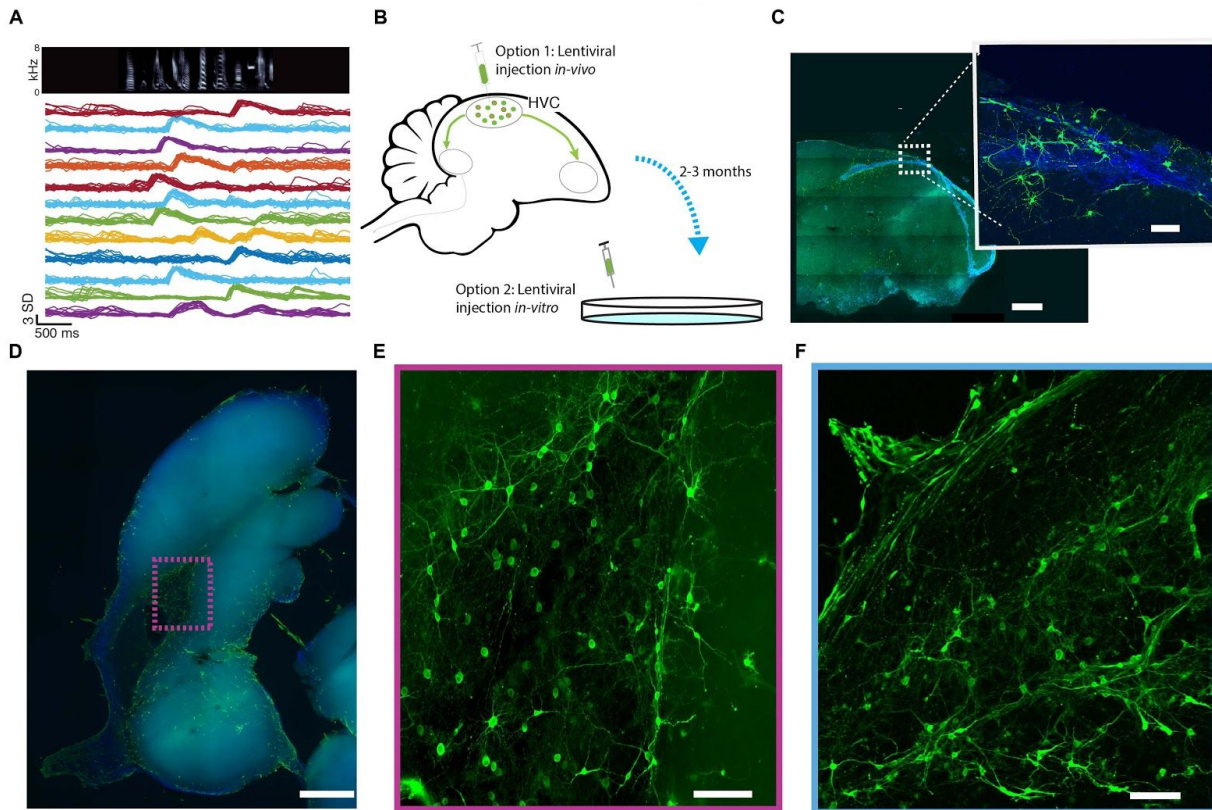 A
8
kHz
0
3 SD
500 ms
B
Option 1: Lentiviral
injection in-vivo
HVC
2-3 months
Option 2: Lentiviral
injection in-vitro
C
D
E
F